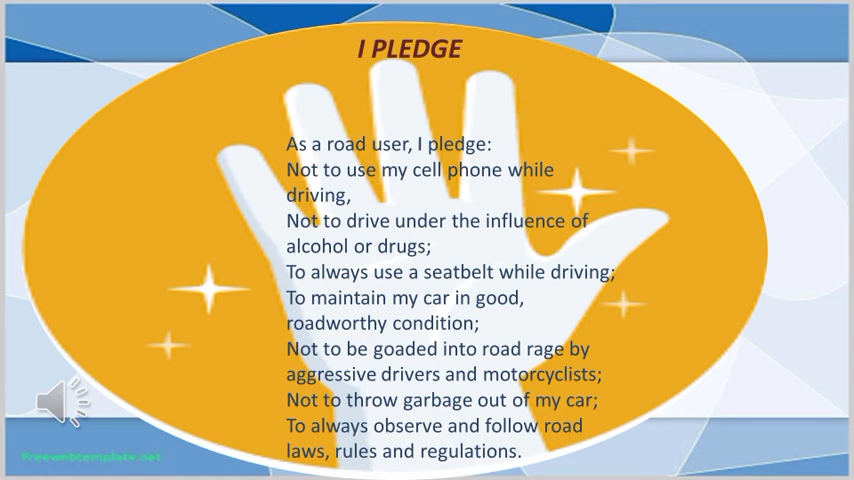 I PLEDGE
As a road user, I pledge:
Not to use my cell phone while
driving,
Not to drive under the influence of
alcohol or drugs;
To always use a seatbelt while driving;
To maintain my car in good,
roadworthy condition;
Not to be goaded into road rage by
aggressive drivers and motorcyclists;
Not to throw garbage out of my car;
To always observe and follow road
laws, rules and regulations.
Freewebtemplate.net